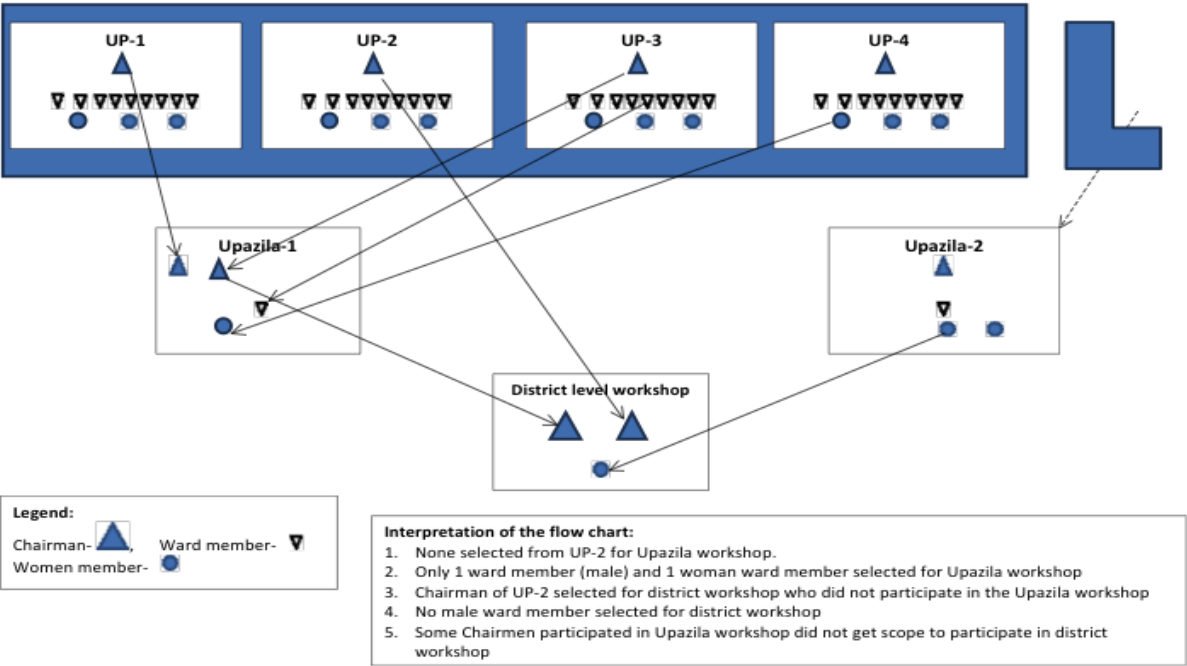 UP-1
UP-2
UP-3
UP-4
Upazila-1
Upazila-2
District level workshop
Legend:
Chairman- , Ward member-
Women member-
Interpretation of the flow chart:
1. None selected from UP-2 for Upazila workshop.
2. Only 1 ward member (male) and 1 woman ward member selected for Upazila workshop
3. Chairman of UP-2 selected for district workshop who did not participate in the Upazila workshop
4. No male ward member selected for district workshop
5. Some Chairmen participated in Upazila workshop did not get scope to participate in district
workshop